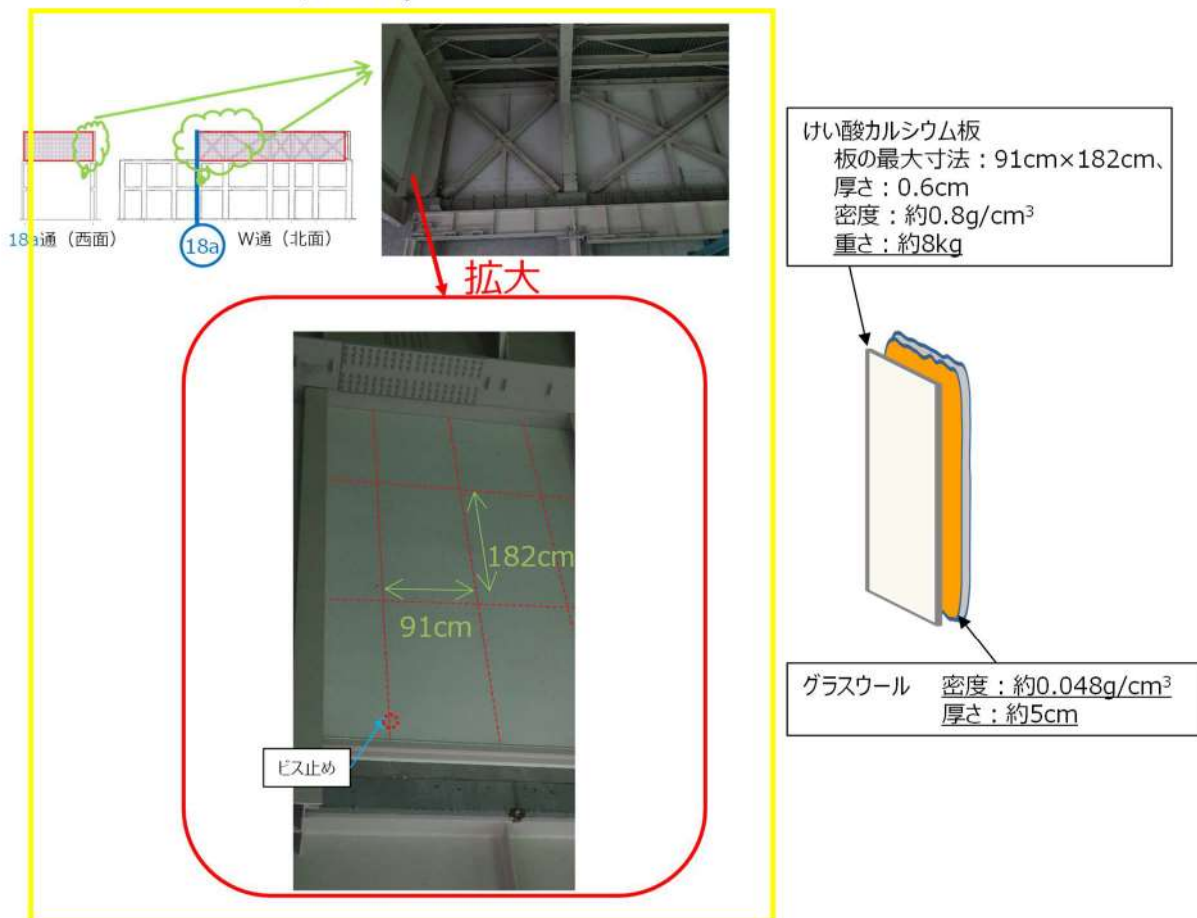 18a通（西面）
18a
W通（北面）
拡大
182cm
91cm
ビス止め
けい酸カルシウム板
板の最大寸法：91cm×182cm、
厚さ：0.6cm
密度：約0.8g/cm³
重さ：約8kg
グラスウール 密度：約0.048g/cm³
厚さ：約5cm